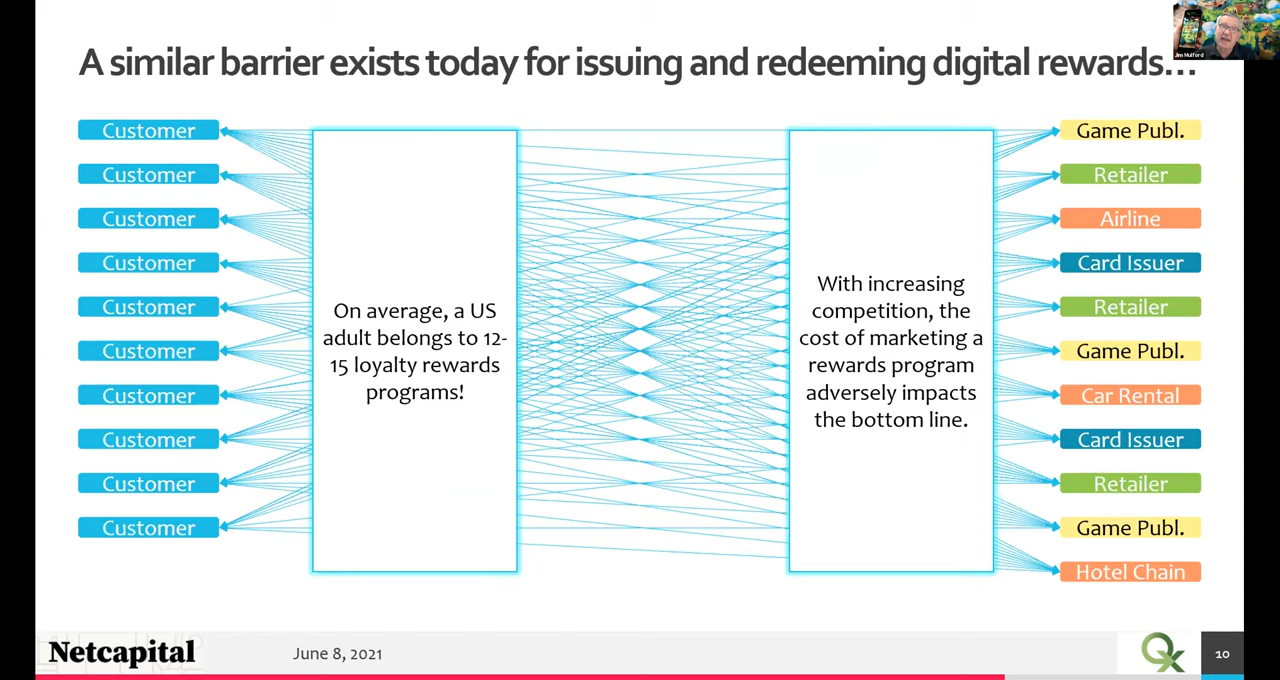 A similar barrier exists today for issuing and redeeming digital rewards…
Jim Mulford
Customer
Customer
Customer
Customer
Customer
Customer
Customer
Customer
Customer
Customer
On average, a US
adult belongs to 12-
15 loyalty rewards
programs!
With increasing
competition, the
cost of marketing a
rewards program
adversely impacts
the bottom line.
Game Publ.
Retailer
Airline
Card Issuer
Retailer
Game Publ.
Car Rental
Card Issuer
Retailer
Game Publ.
Hotel Chain
Netcapital
June 8, 2021
QX
10